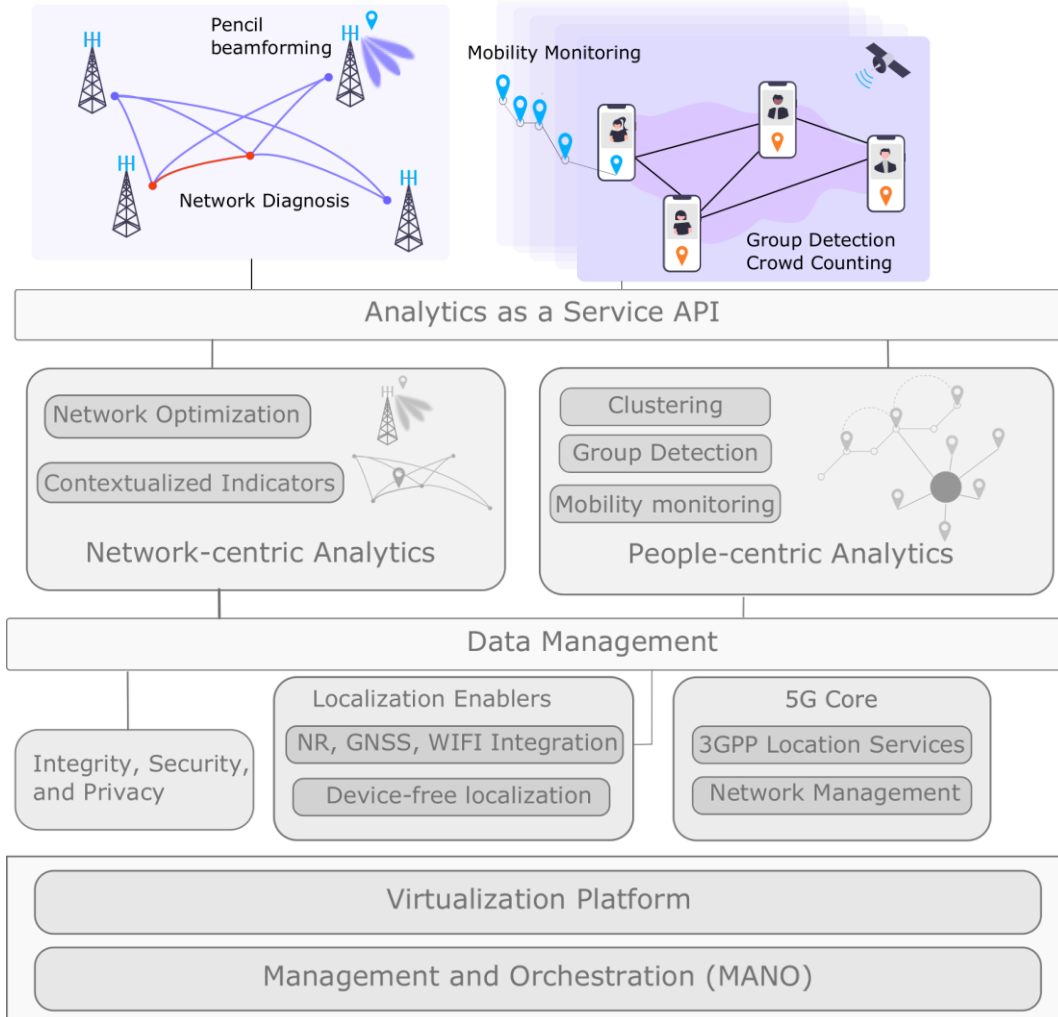 Pencil
beamforming
Network Diagnosis
Mobility Monitoring
Group Detection
Crowd Counting
Analytics as a Service API
Network Optimization
Contextualized Indicators
Network-centric Analytics
Clustering
Group Detection
Mobility monitoring
People-centric Analytics
Data Management
Integrity, Security,
and Privacy
Localization Enablers
NR, GNSS, WIFI Integration
Device-free localization
5G Core
3GPP Location Services
Network Management
Virtualization Platform
Management and Orchestration (MANO)